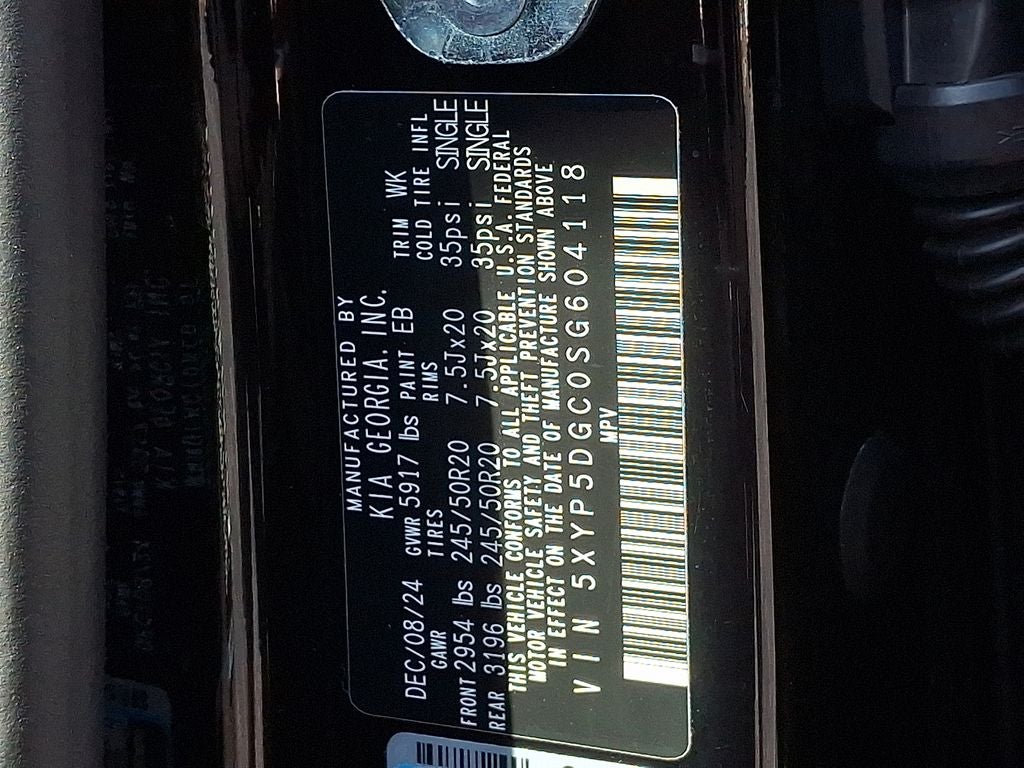 MANUFACTURED BY
KIA GEORGIA, INC.
DEC/08/24 GVWR 5917 lbs PAINT EB TRIM WK
GAWR TIRES RIMS COLD TIRE INFL
FRONT 2954 lbs 245/50R20 7.5Jx20 35psi SINGLE
REAR 3196 lbs 245/50R20 7.5Jx20 35psi SINGLE
THIS VEHICLE CONFORMS TO ALL APPLICABLE U.S.A. FEDERAL
MOTOR VEHICLE SAFETY AND THEFT PREVENTION STANDARDS
IN EFFECT ON THE DATE OF MANUFACTURE SHOWN ABOVE
VIN 5XYP5DGC0SG604118
MPV